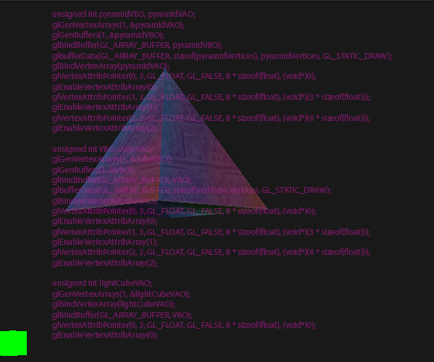 unsigned int pyramidVBO, pyramidVAO;
glGenVertexArrays(1, &pyramidVAO);
glGenBuffers(1, &pyramidVBO);
glBindBuffer(GL_ARRAY_BUFFER, pyramidVBO);
glBufferData(GL_ARRAY_BUFFER, sizeof(pyramidVertices), pyramidVertices, GL_STATIC_DRAW);
glBindVertexArray(pyramidVAO);
glVertexAttribPointer(0, 3, GL_FLOAT, GL_FALSE, 8 * sizeof(float), (void*)0);
glEnableVertexAttribArray(0);
glVertexAttribPointer(1, 3, GL_FLOAT, GL_FALSE, 8 * sizeof(float), (void*)(3 * sizeof(float)));
glEnableVertexAttribArray(1);
glVertexAttribPointer(2, 2, GL_FLOAT, GL_FALSE, 8 * sizeof(float), (void*)(6 * sizeof(float)));
glEnableVertexAttribArray(2);
unsigned int VBO, cubeVAO;
glGenVertexArrays(1, &cubeVAO);
glGenBuffers(1, &VBO);
glBindBuffer(GL_ARRAY_BUFFER, VBO);
glBufferData(GL_ARRAY_BUFFER, sizeof(vertices), vertices, GL_STATIC_DRAW);
glVertexAttribPointer(0, 3, GL_FLOAT, GL_FALSE, 8 * sizeof(float), (void*)0);
glEnableVertexAttribArray(0);
glVertexAttribPointer(1, 3, GL_FLOAT, GL_FALSE, 8 * sizeof(float), (void*)(3 * sizeof(float)));
glEnableVertexAttribArray(1);
glVertexAttribPointer(2, 2, GL_FLOAT, GL_FALSE, 8 * sizeof(float), (void*)(6 * sizeof(float)));
glEnableVertexAttribArray(2);
unsigned int lightCubeVAO;
glGenVertexArrays(1, &lightCubeVAO);
glBindVertexArray(lightCubeVAO);
glBindBuffer(GL_ARRAY_BUFFER, VBO);
glVertexAttribPointer(0, 3, GL_FLOAT, GL_FALSE, 8 * sizeof(float), (void*)0);
glEnableVertexAttribArray(0);